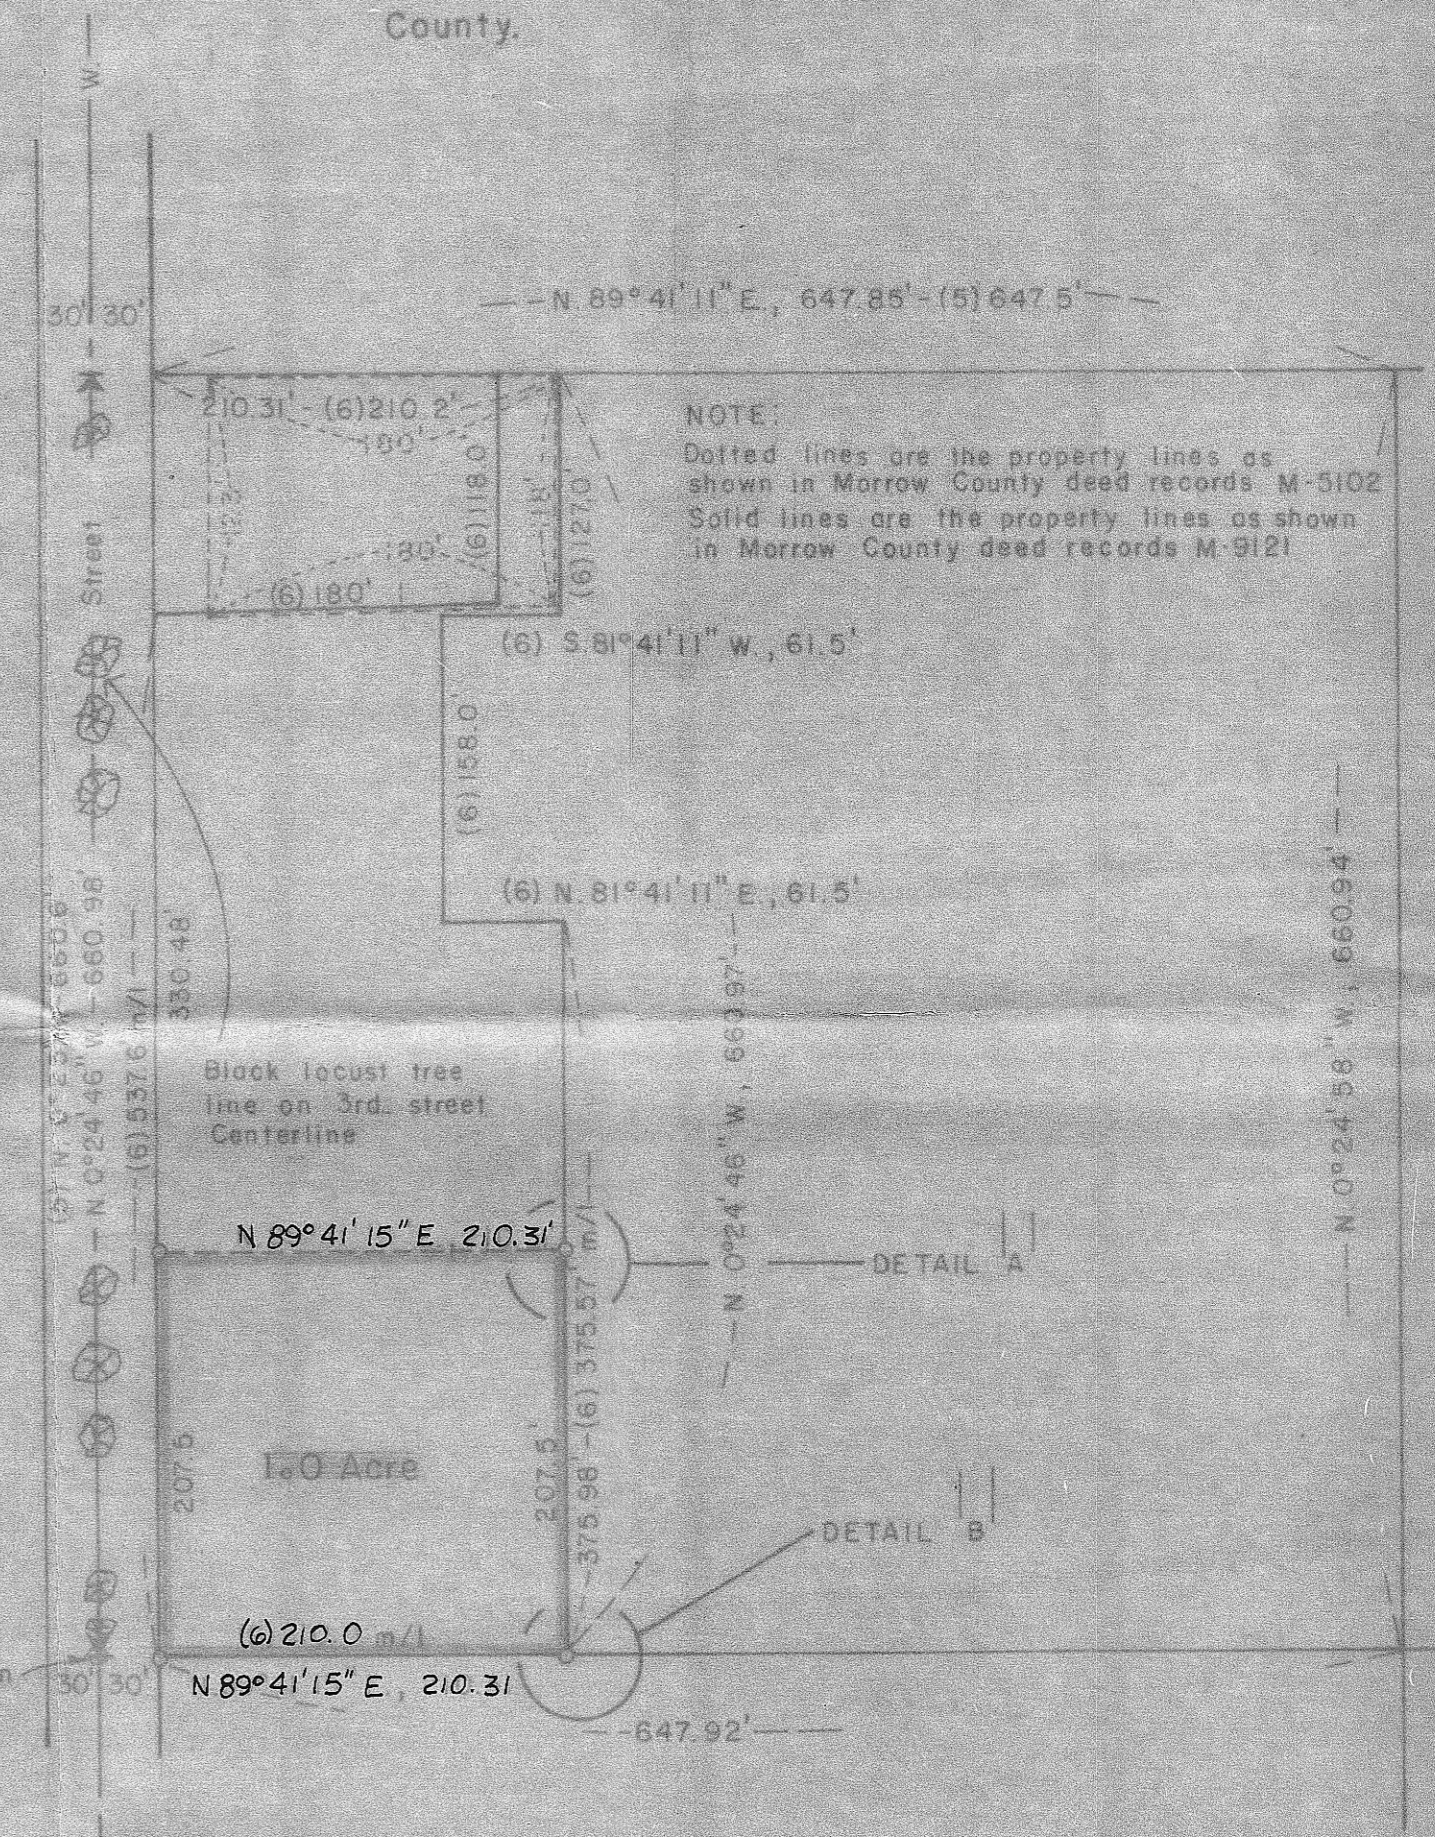 County.
W.
30' 30'
N. 89°41'11" E., 647.85' - (5) 647.5'
210.31' - (6) 210.2'
180'
(6) 118.0'
(6) 127.0'
180'
(6) 180'
NOTE:
Dotted lines are the property lines as
shown in Morrow County deed records M-5102
Solid lines are the property lines as shown
in Morrow County deed records M-9121
Street
(6) S. 81°41'11" W., 61.5'
(6) 158.0'
(6) N. 81°41'11" E., 61.5'
N 0°24'46" W. - 660.98'
(6) 537.6 m/l
330.48'
N 0°24'46" W.,
N. 0°24'58" W., 660.94'
Black locust tree
line on 3rd. street
Centerline
N 89°41'15" E 210.31'
DETAIL A
375.98' - (6) 375.57' m/l
207.5
1.0 Acre
207.5'
DETAIL B
(6) 210.0 m/l
30' 30'
N 89°41'15" E, 210.31
647.92'